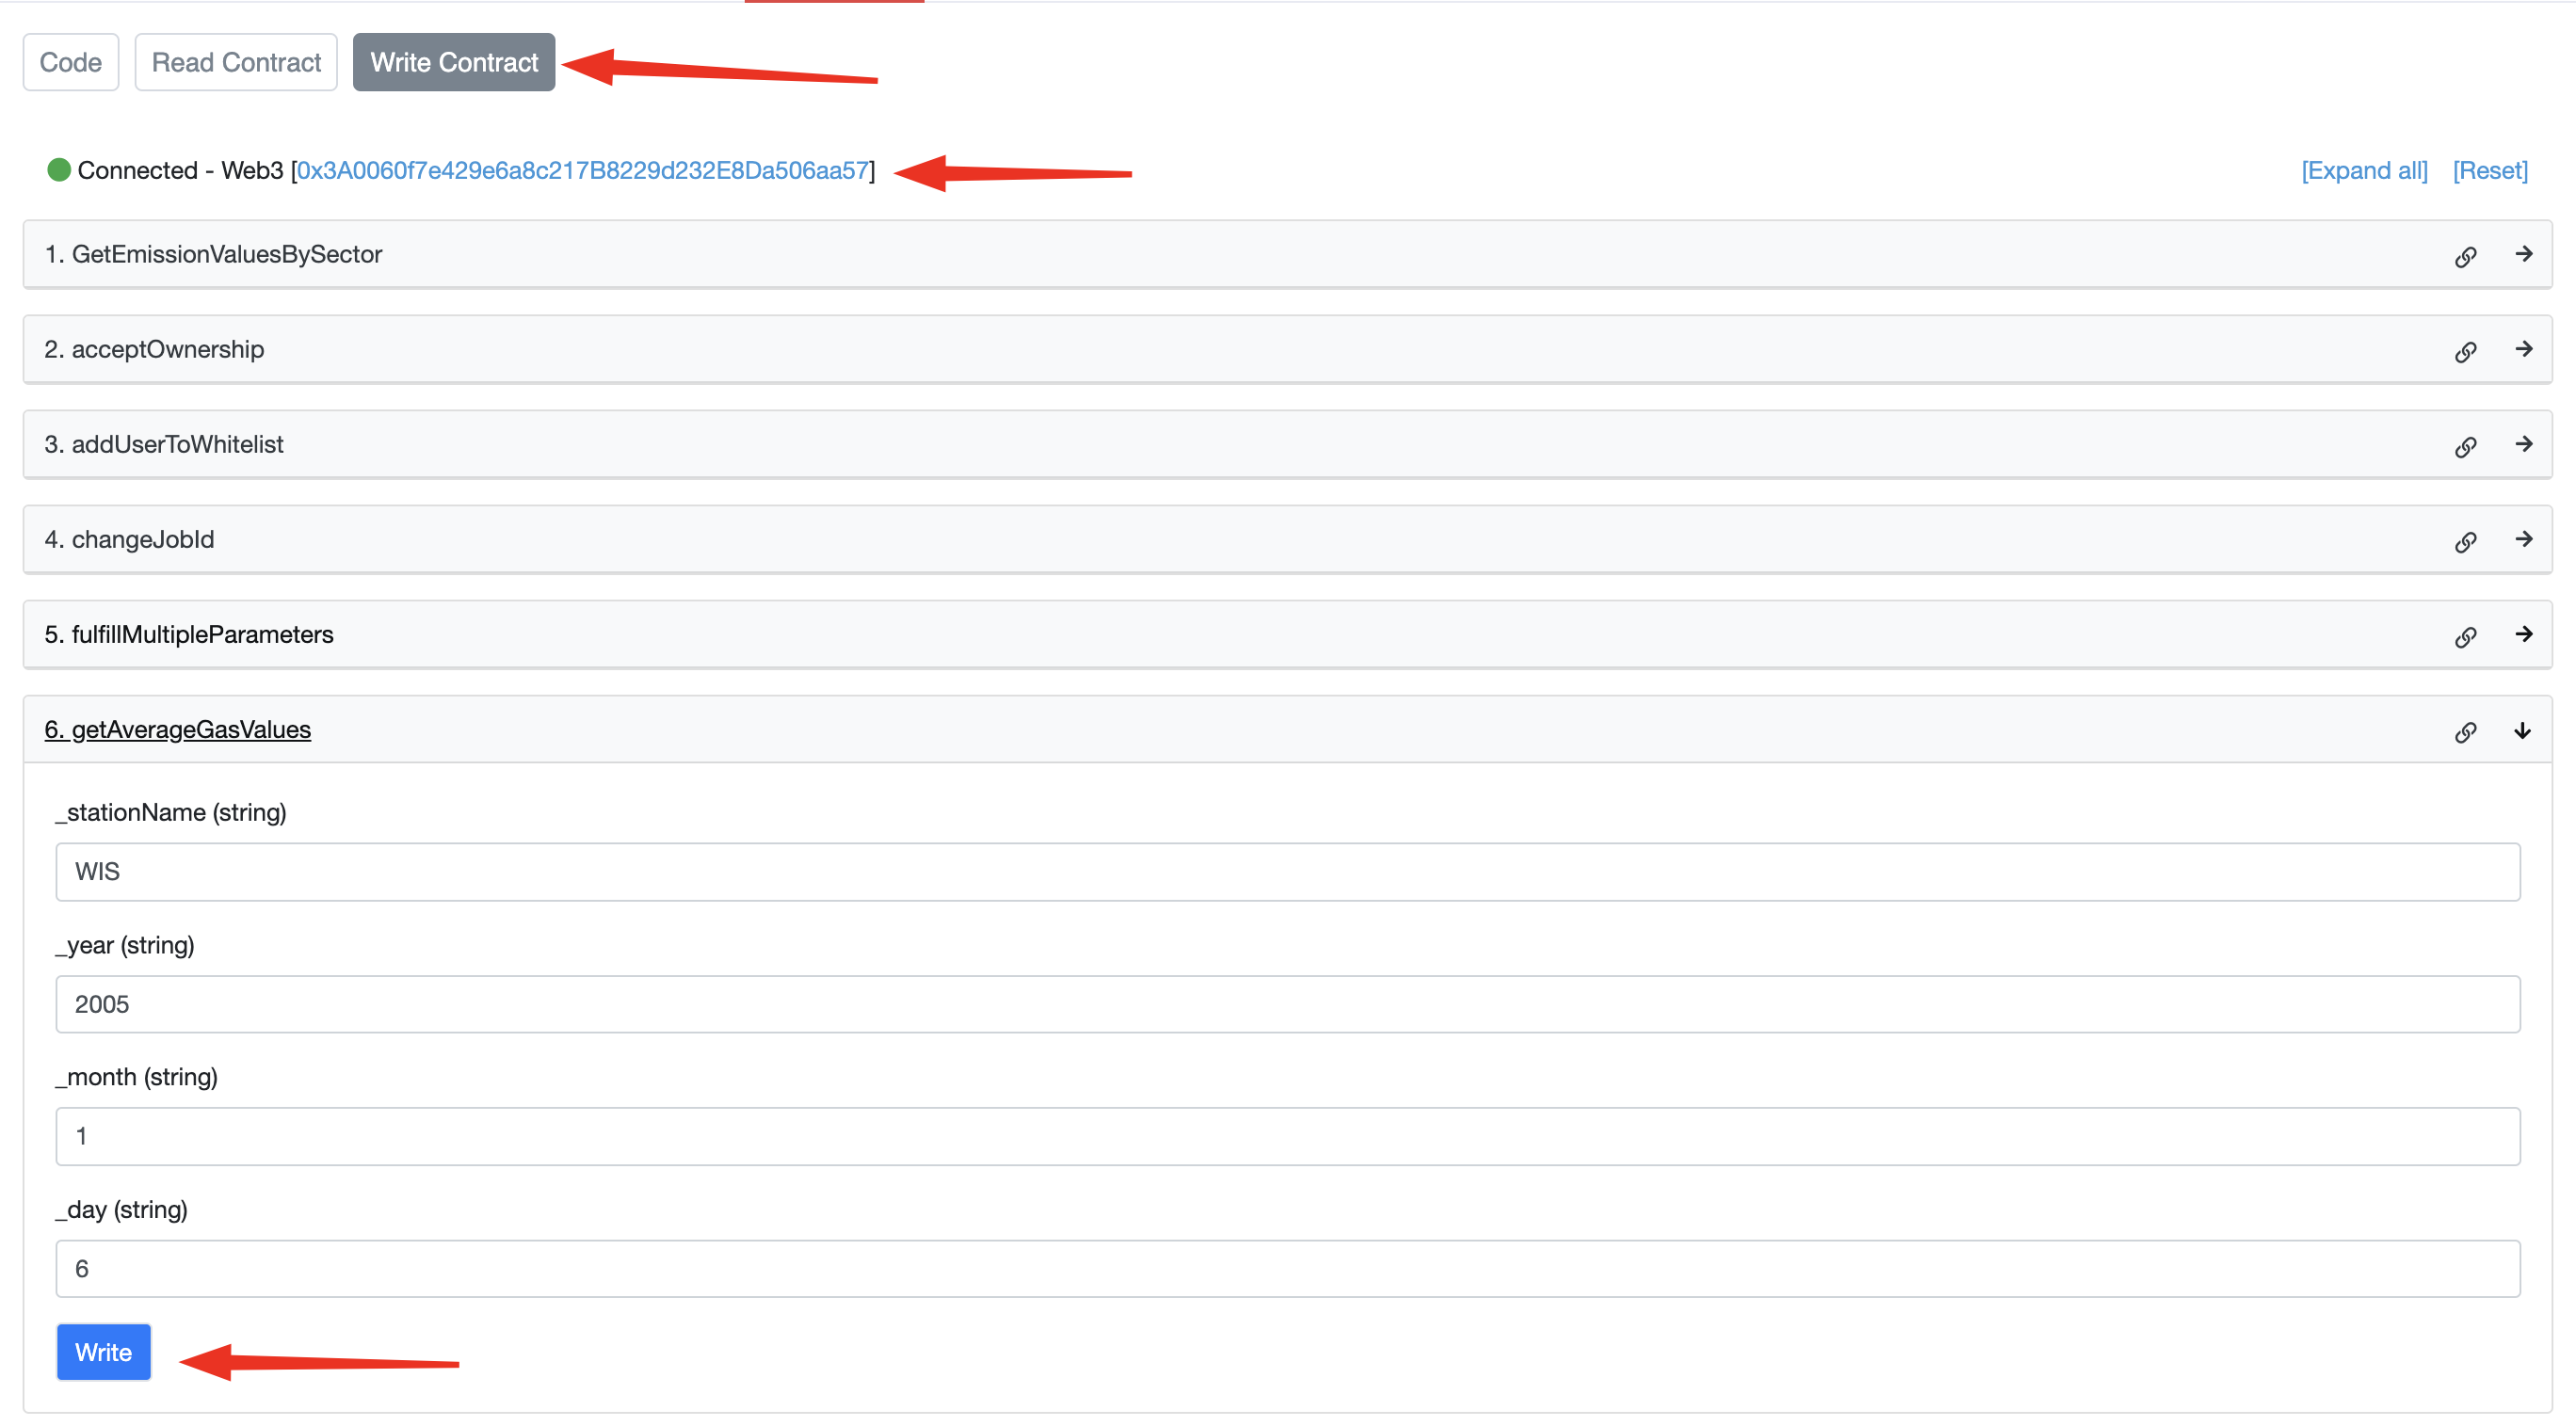 Code Read Contract Write Contract
Connected - Web3 [0x3A0060f7e429e6a8c217B8229d232E8Da506aa57] [Expand all] [Reset]
1. GetEmissionValuesBySector
2. acceptOwnership
3. addUserToWhitelist
4. changeJobId
5. fulfillMultipleParameters
6. getAverageGasValues
_stationName (string)
WIS
_year (string)
2005
_month (string)
1
_day (string)
6
Write